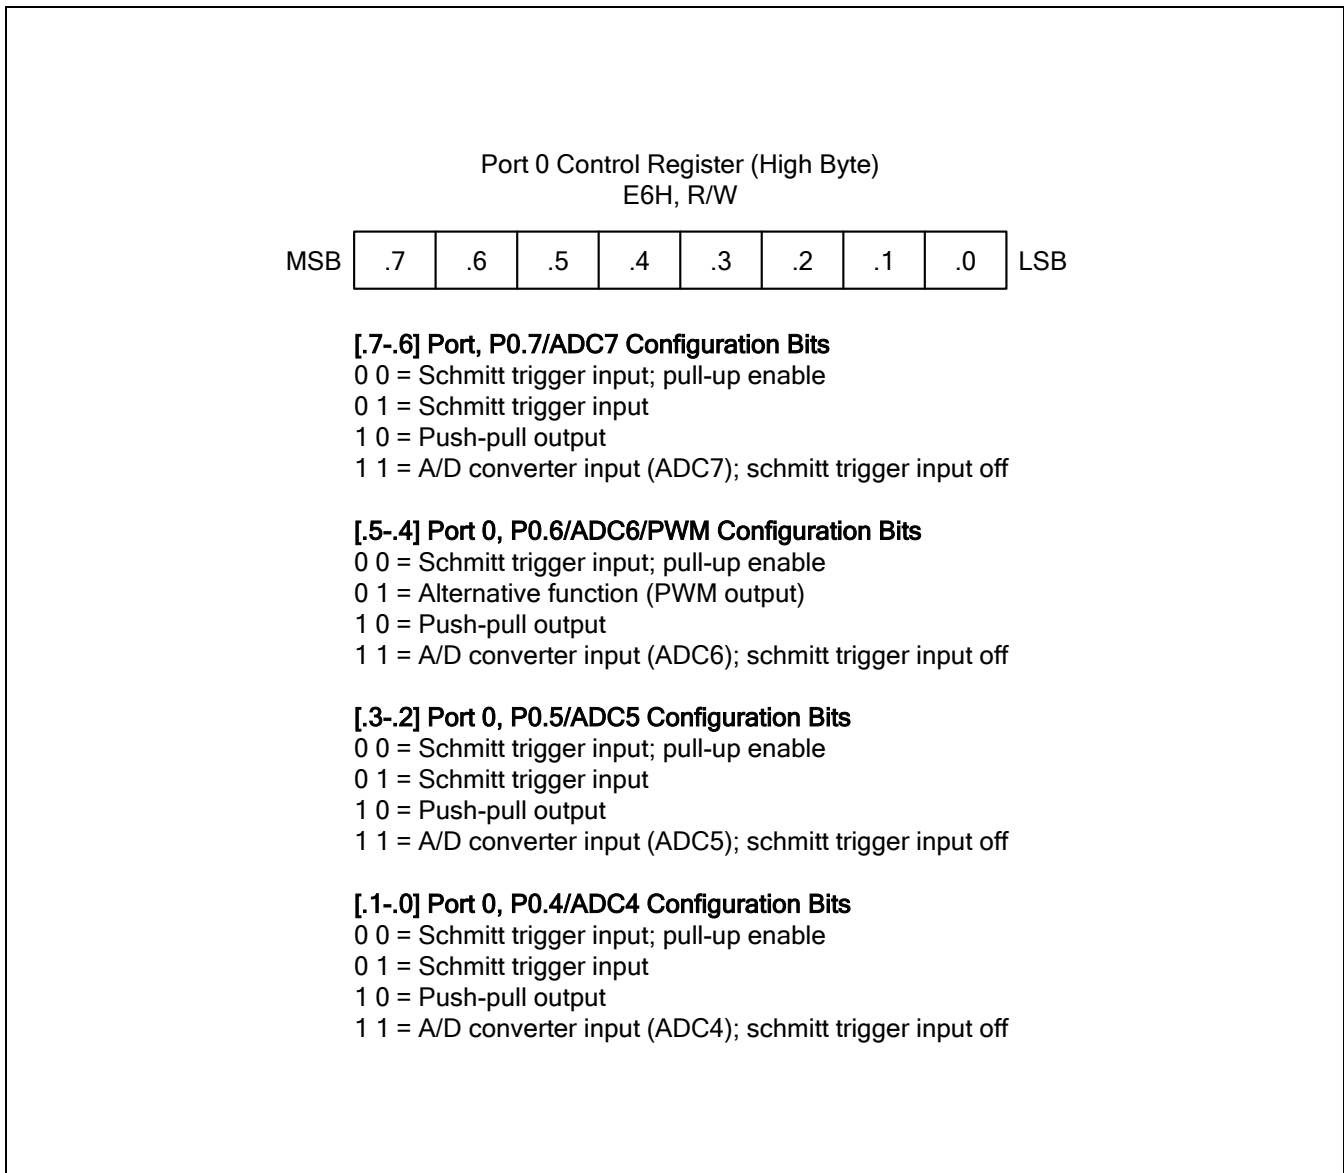 Port 0 Control Register (High Byte)
E6H, R/W
MSB .7 .6 .5 .4 .3 .2 .1 .0 LSB
[.7-.6] Port, P0.7/ADC7 Configuration Bits
0 0 = Schmitt trigger input; pull-up enable
0 1 = Schmitt trigger input
1 0 = Push-pull output
1 1 = A/D converter input (ADC7); schmitt trigger input off
[.5-.4] Port 0, P0.6/ADC6/PWM Configuration Bits
0 0 = Schmitt trigger input; pull-up enable
0 1 = Alternative function (PWM output)
1 0 = Push-pull output
1 1 = A/D converter input (ADC6); schmitt trigger input off
[.3-.2] Port 0, P0.5/ADC5 Configuration Bits
0 0 = Schmitt trigger input; pull-up enable
0 1 = Schmitt trigger input
1 0 = Push-pull output
1 1 = A/D converter input (ADC5); schmitt trigger input off
[.1-.0] Port 0, P0.4/ADC4 Configuration Bits
0 0 = Schmitt trigger input; pull-up enable
0 1 = Schmitt trigger input
1 0 = Push-pull output
1 1 = A/D converter input (ADC4); schmitt trigger input off